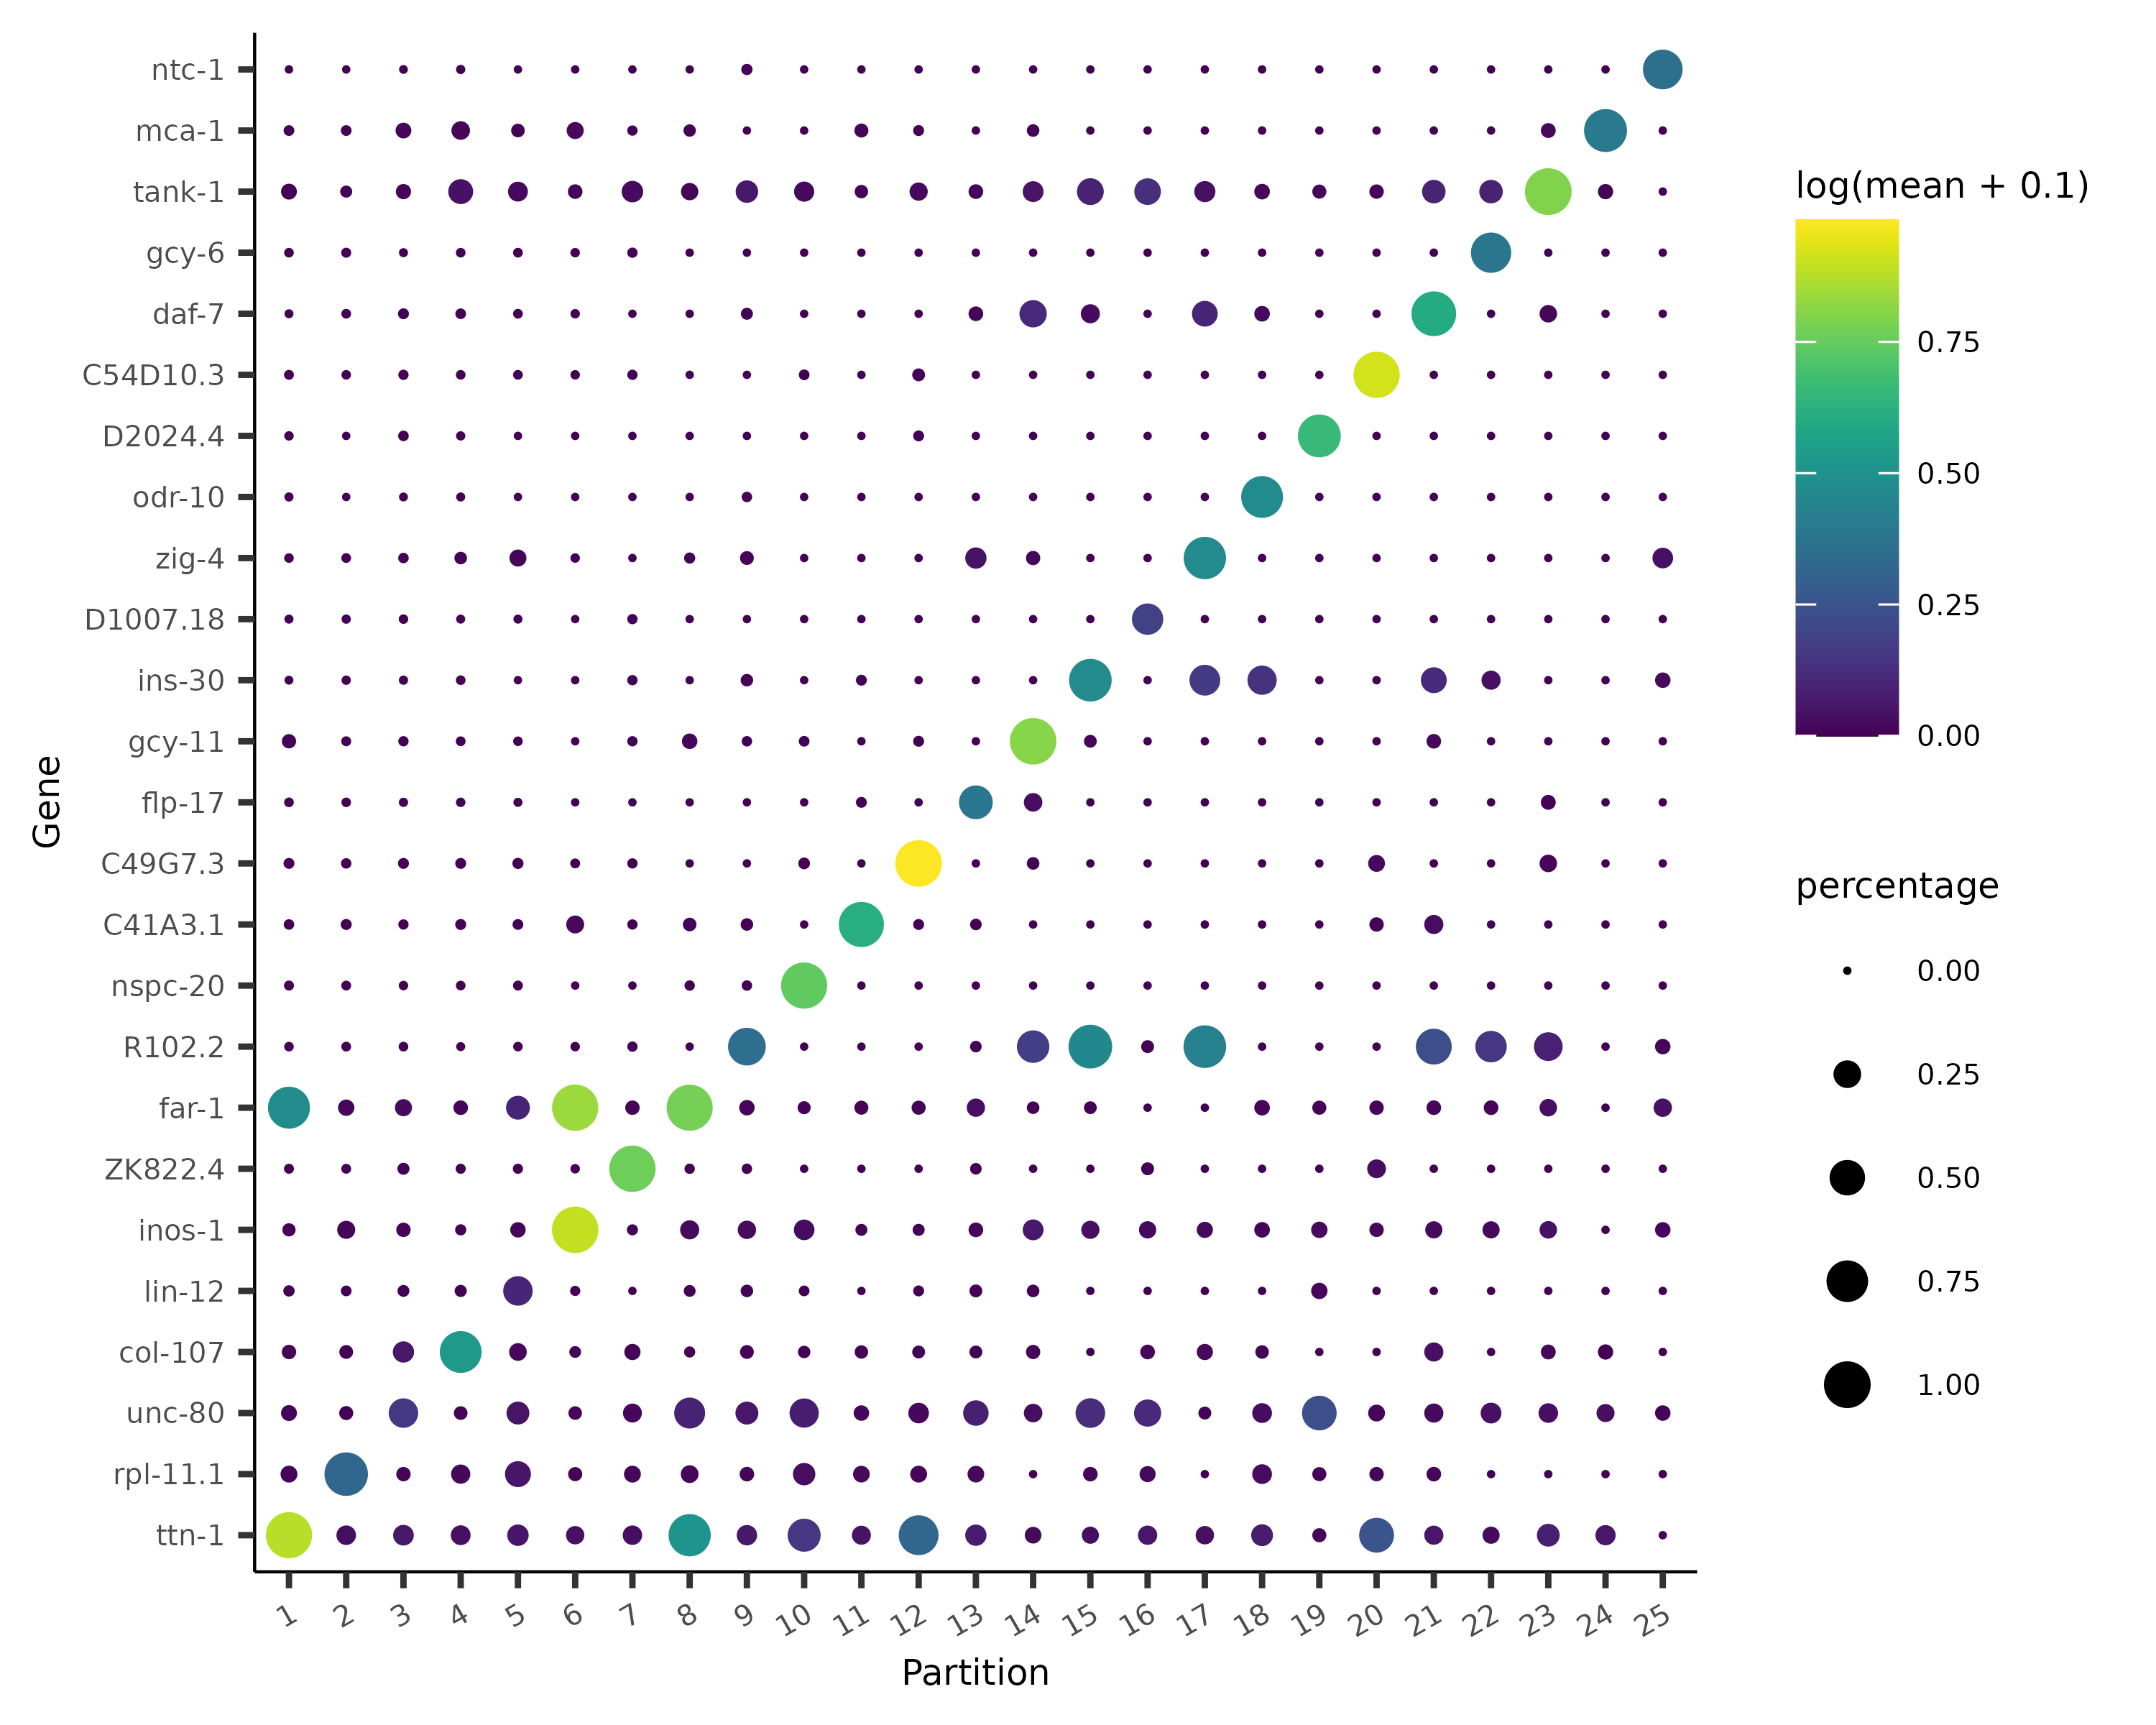 ntc-1
mca-1
tank-1
gcy-6
daf-7
C54D10.3
D2024.4
odr-10
zig-4
D1007.18
ins-30
gcy-11
flp-17
C49G7.3
C41A3.1
nspc-20
R102.2
far-1
ZK822.4
inos-1
lin-12
col-107
unc-80
rpl-11.1
ttn-1
Gene
1 2 3 4 5 6 7 8 9 10 11 12 13 14 15 16 17 18 19 20 21 22 23 24 25
Partition
log(mean + 0.1)
0.75
0.50
0.25
0.00
percentage
0.00
0.25
0.50
0.75
1.00